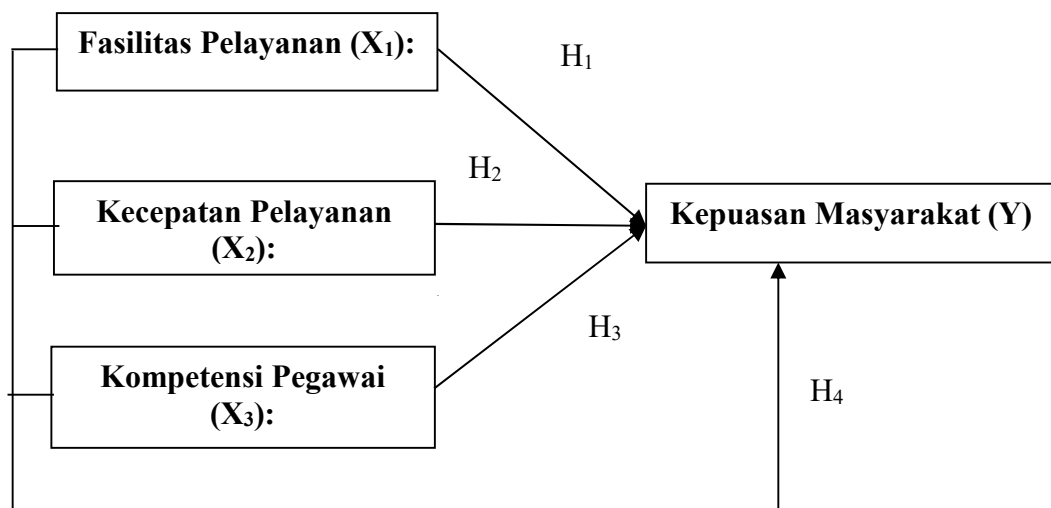 Fasilitas Pelayanan (X₁):
H₁
H₂
Kecepatan Pelayanan
(X₂):
Kepuasan Masyarakat (Y)
H₃
Kompetensi Pegawai
(X₃):
H₄